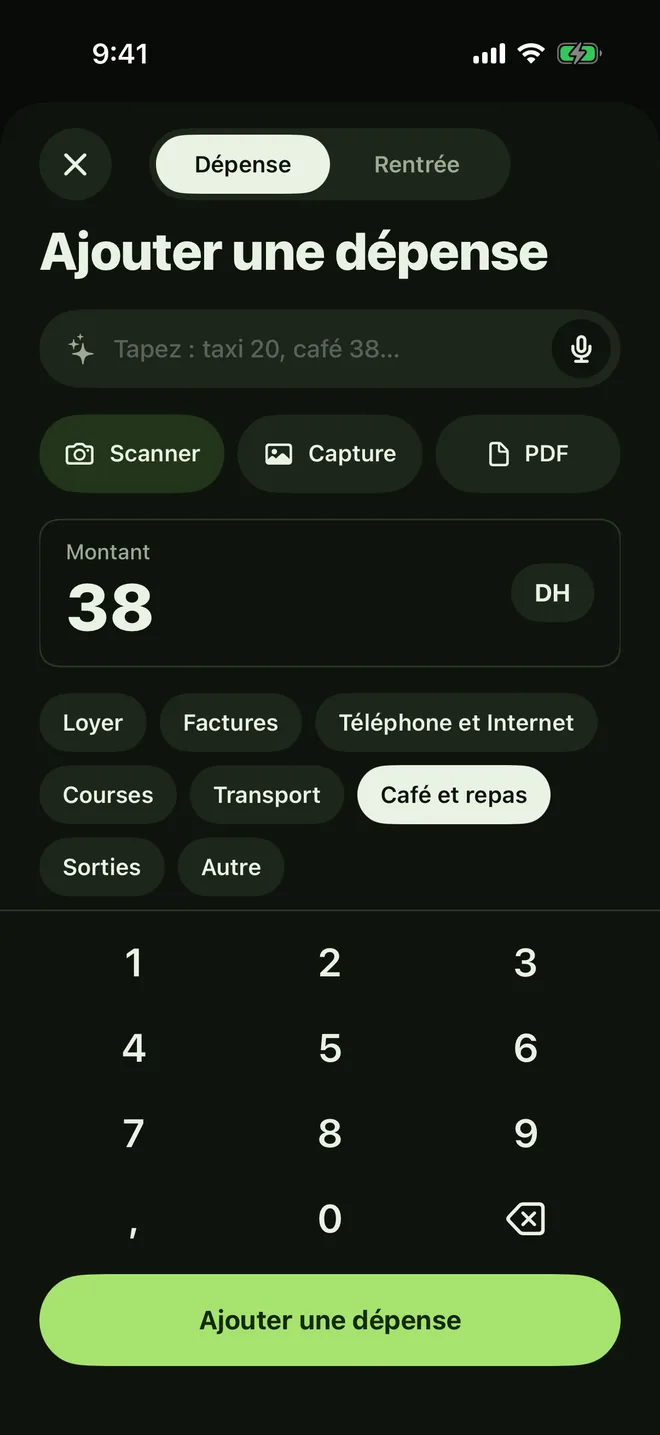 9:41
Dépense Rentrée
Ajouter une dépense
Tapez : taxi 20, café 38...
Scanner Capture PDF
Montant
38 DH
Loyer Factures Téléphone et Internet
Courses Transport Café et repas
Sorties Autre
1 2 3
4 5 6
7 8 9
, 0
Ajouter une dépense